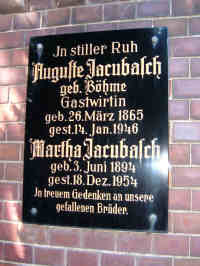 In stiller Ruh
Auguste Jacubasch
geb. Böhme
Gastwirtin
geb. 26. März 1865
gest. 14. Jan. 1946
Martha Jacubasch
geb. 3. Juni 1894
gest. 18. Dez. 1954
In treuem Gedenken an unsere
gefallenen Brüder.